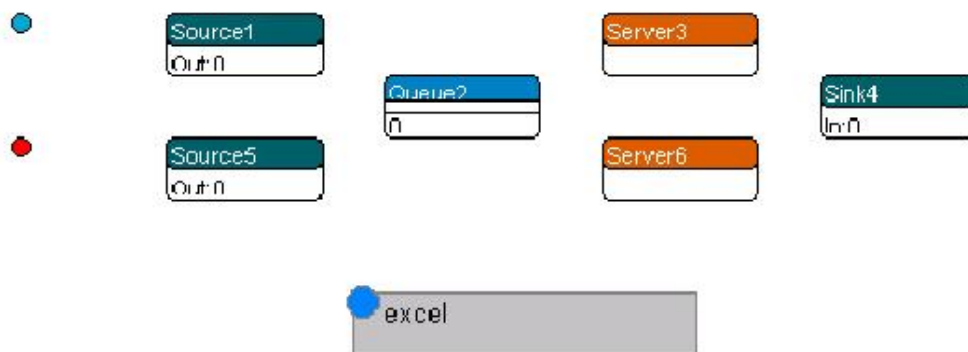 Source1
Out:0
Server3
Queue2
0
Sink4
In:0
Source5
Out:0
Server6
excel